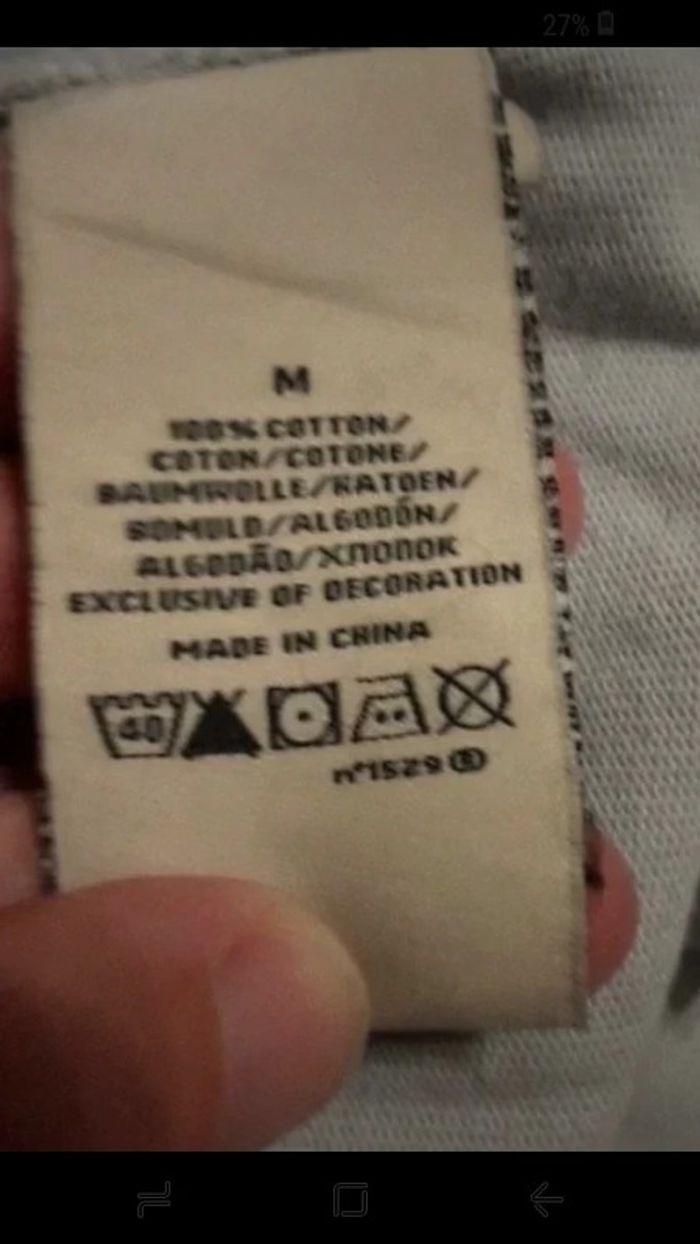 27%
M
100% COTTON/
COTON/COTONE/
BAUMWOLLE/KATOEN/
BOMULD/ALGODÓN/
ALGODÃO/ХЛОПОК
EXCLUSIVE OF DECORATION
MADE IN CHINA
40
n°1529